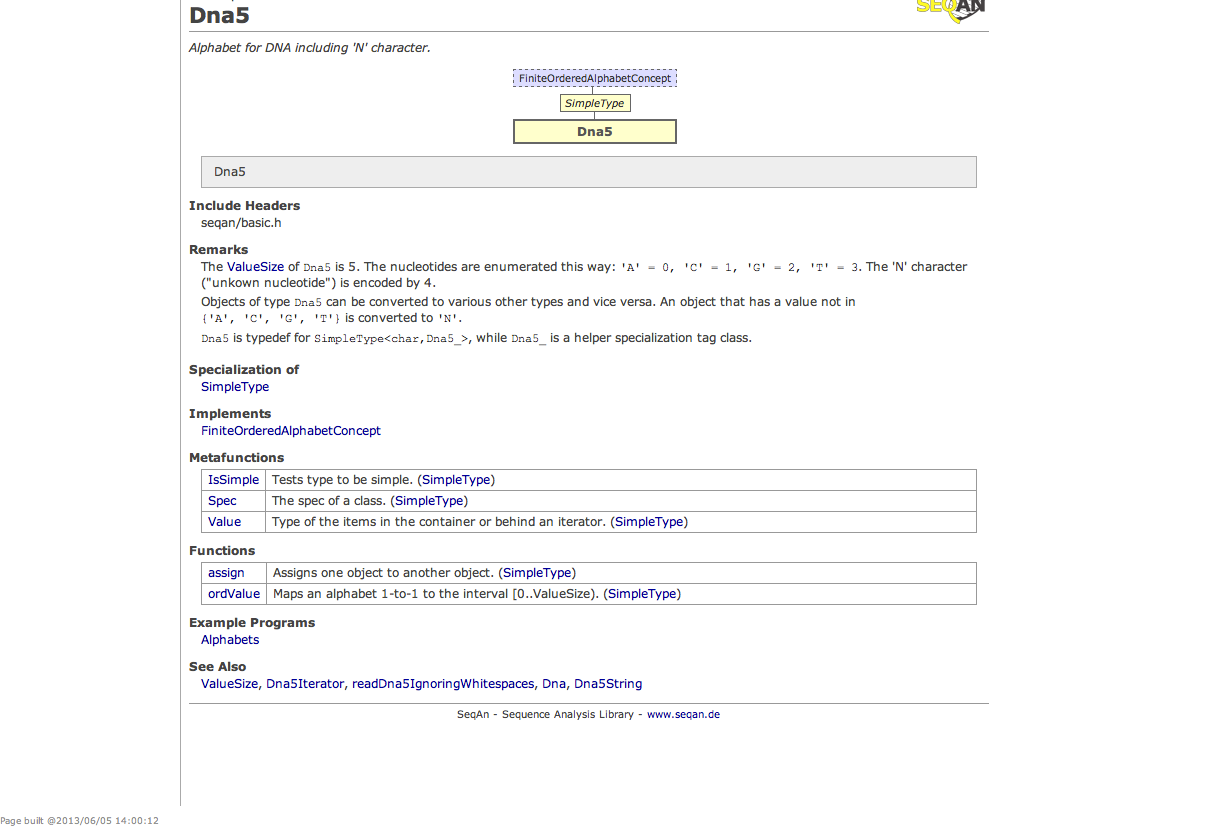 Dna5
SEQAN
Alphabet for DNA including 'N' character.
FiniteOrderedAlphabetConcept
SimpleType
Dna5
Dna5
Include Headers
seqan/basic.h
Remarks
The ValueSize of Dna5 is 5. The nucleotides are enumerated this way: 'A' = 0, 'C' = 1, 'G' = 2, 'T' = 3. The 'N' character
("unkown nucleotide") is encoded by 4.
Objects of type Dna5 can be converted to various other types and vice versa. An object that has a value not in
{'A', 'C', 'G', 'T'} is converted to 'N'.
Dna5 is typedef for SimpleType<char,Dna5_>, while Dna5_ is a helper specialization tag class.
Specialization of
SimpleType
Implements
FiniteOrderedAlphabetConcept
Metafunctions
IsSimple Tests type to be simple. (SimpleType)
Spec The spec of a class. (SimpleType)
Value Type of the items in the container or behind an iterator. (SimpleType)
Functions
assign Assigns one object to another object. (SimpleType)
ordValue Maps an alphabet 1-to-1 to the interval [0..ValueSize). (SimpleType)
Example Programs
Alphabets
See Also
ValueSize, Dna5Iterator, readDna5IgnoringWhitespaces, Dna, Dna5String
SeqAn - Sequence Analysis Library - www.seqan.de
Page built @2013/06/05 14:00:12